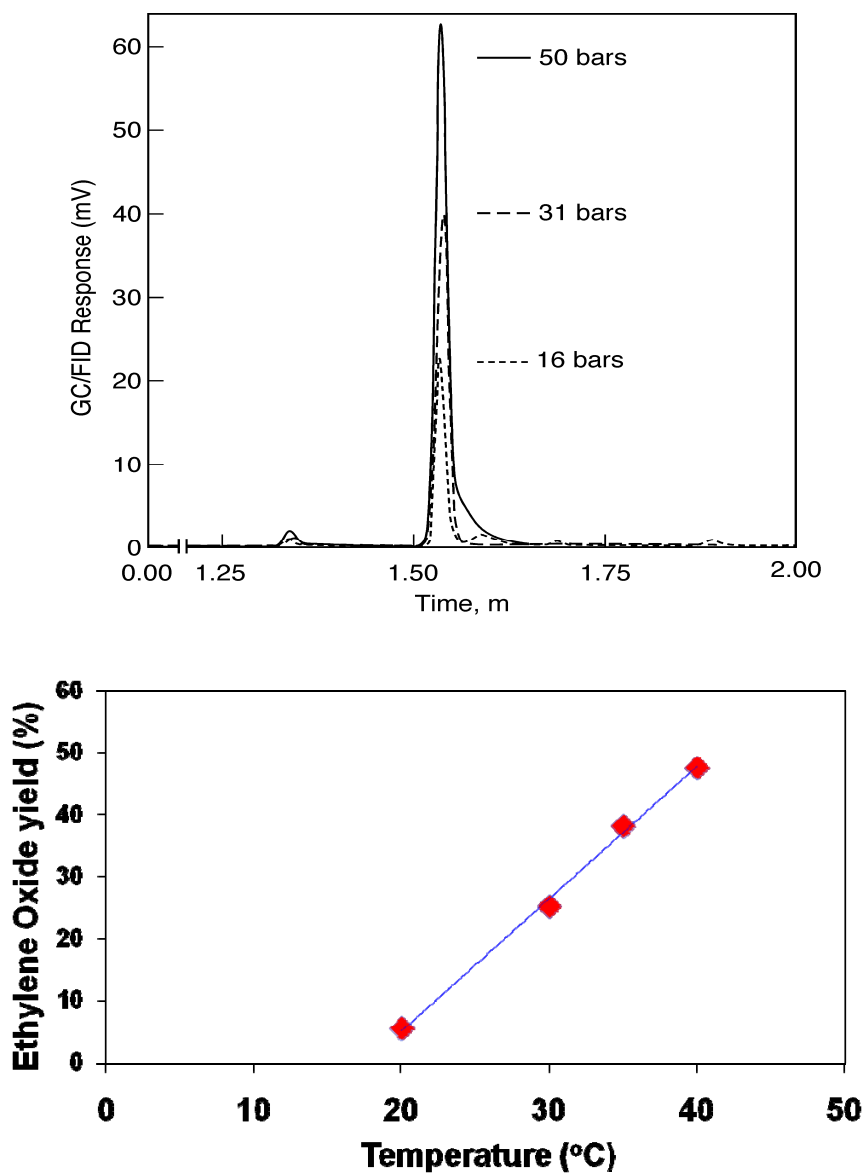 60
50 bars
50
GC/FID Response (mV)
40
31 bars
30
20
16 bars
10
0
0.00 1.25 1.50 1.75 2.00
Time, m
60
50
40
30
20
10
0
Ethylene Oxide yield (%)
0 10 20 30 40 50
Temperature (oC)